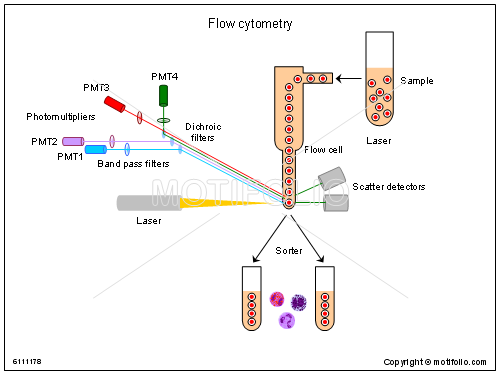 Flow cytometry
PMT4
PMT3
Photomultipliers
PMT2
PMT1
Dichroic
filters
Band pass filters
Sample
Laser
Flow cell
Scatter detectors
MOTIFOLIO
Laser
Sorter
6111178
Copyright © motifolio.com